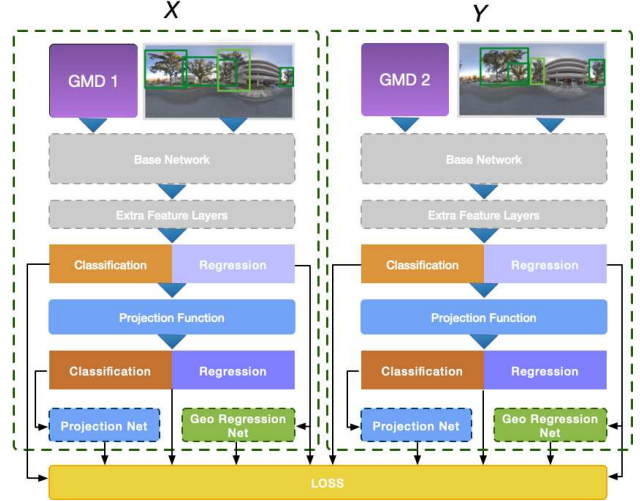 X
Y
GMD 1
GMD 2
Base Network
Base Network
Extra Feature Layers
Extra Feature Layers
Classification
Regression
Classification
Regression
Projection Function
Projection Function
Classification
Regression
Classification
Regression
Projection Net
Geo Regression
Net
Projection Net
Geo Regression
Net
LOSS